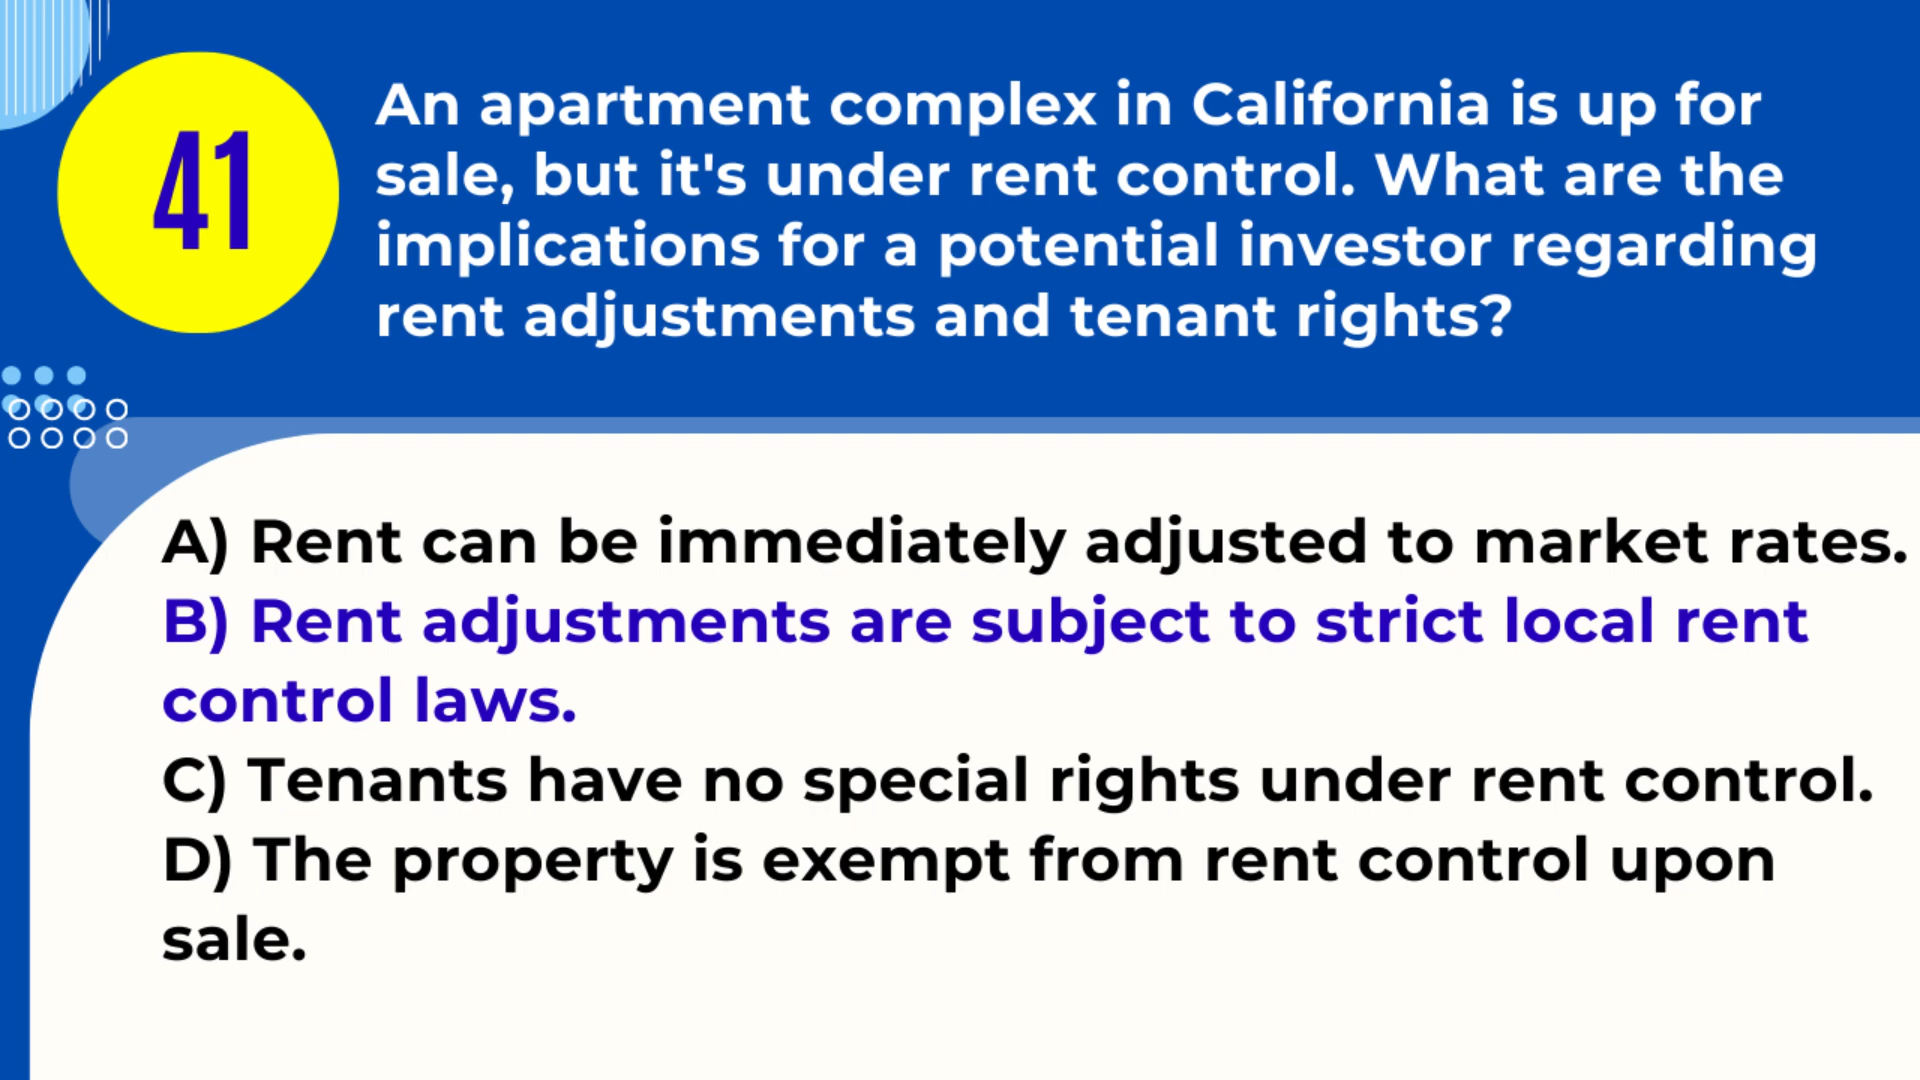 41
An apartment complex in California is up for
sale, but it's under rent control. What are the
implications for a potential investor regarding
rent adjustments and tenant rights?
A) Rent can be immediately adjusted to market rates.
B) Rent adjustments are subject to strict local rent
control laws.
C) Tenants have no special rights under rent control.
D) The property is exempt from rent control upon
sale.